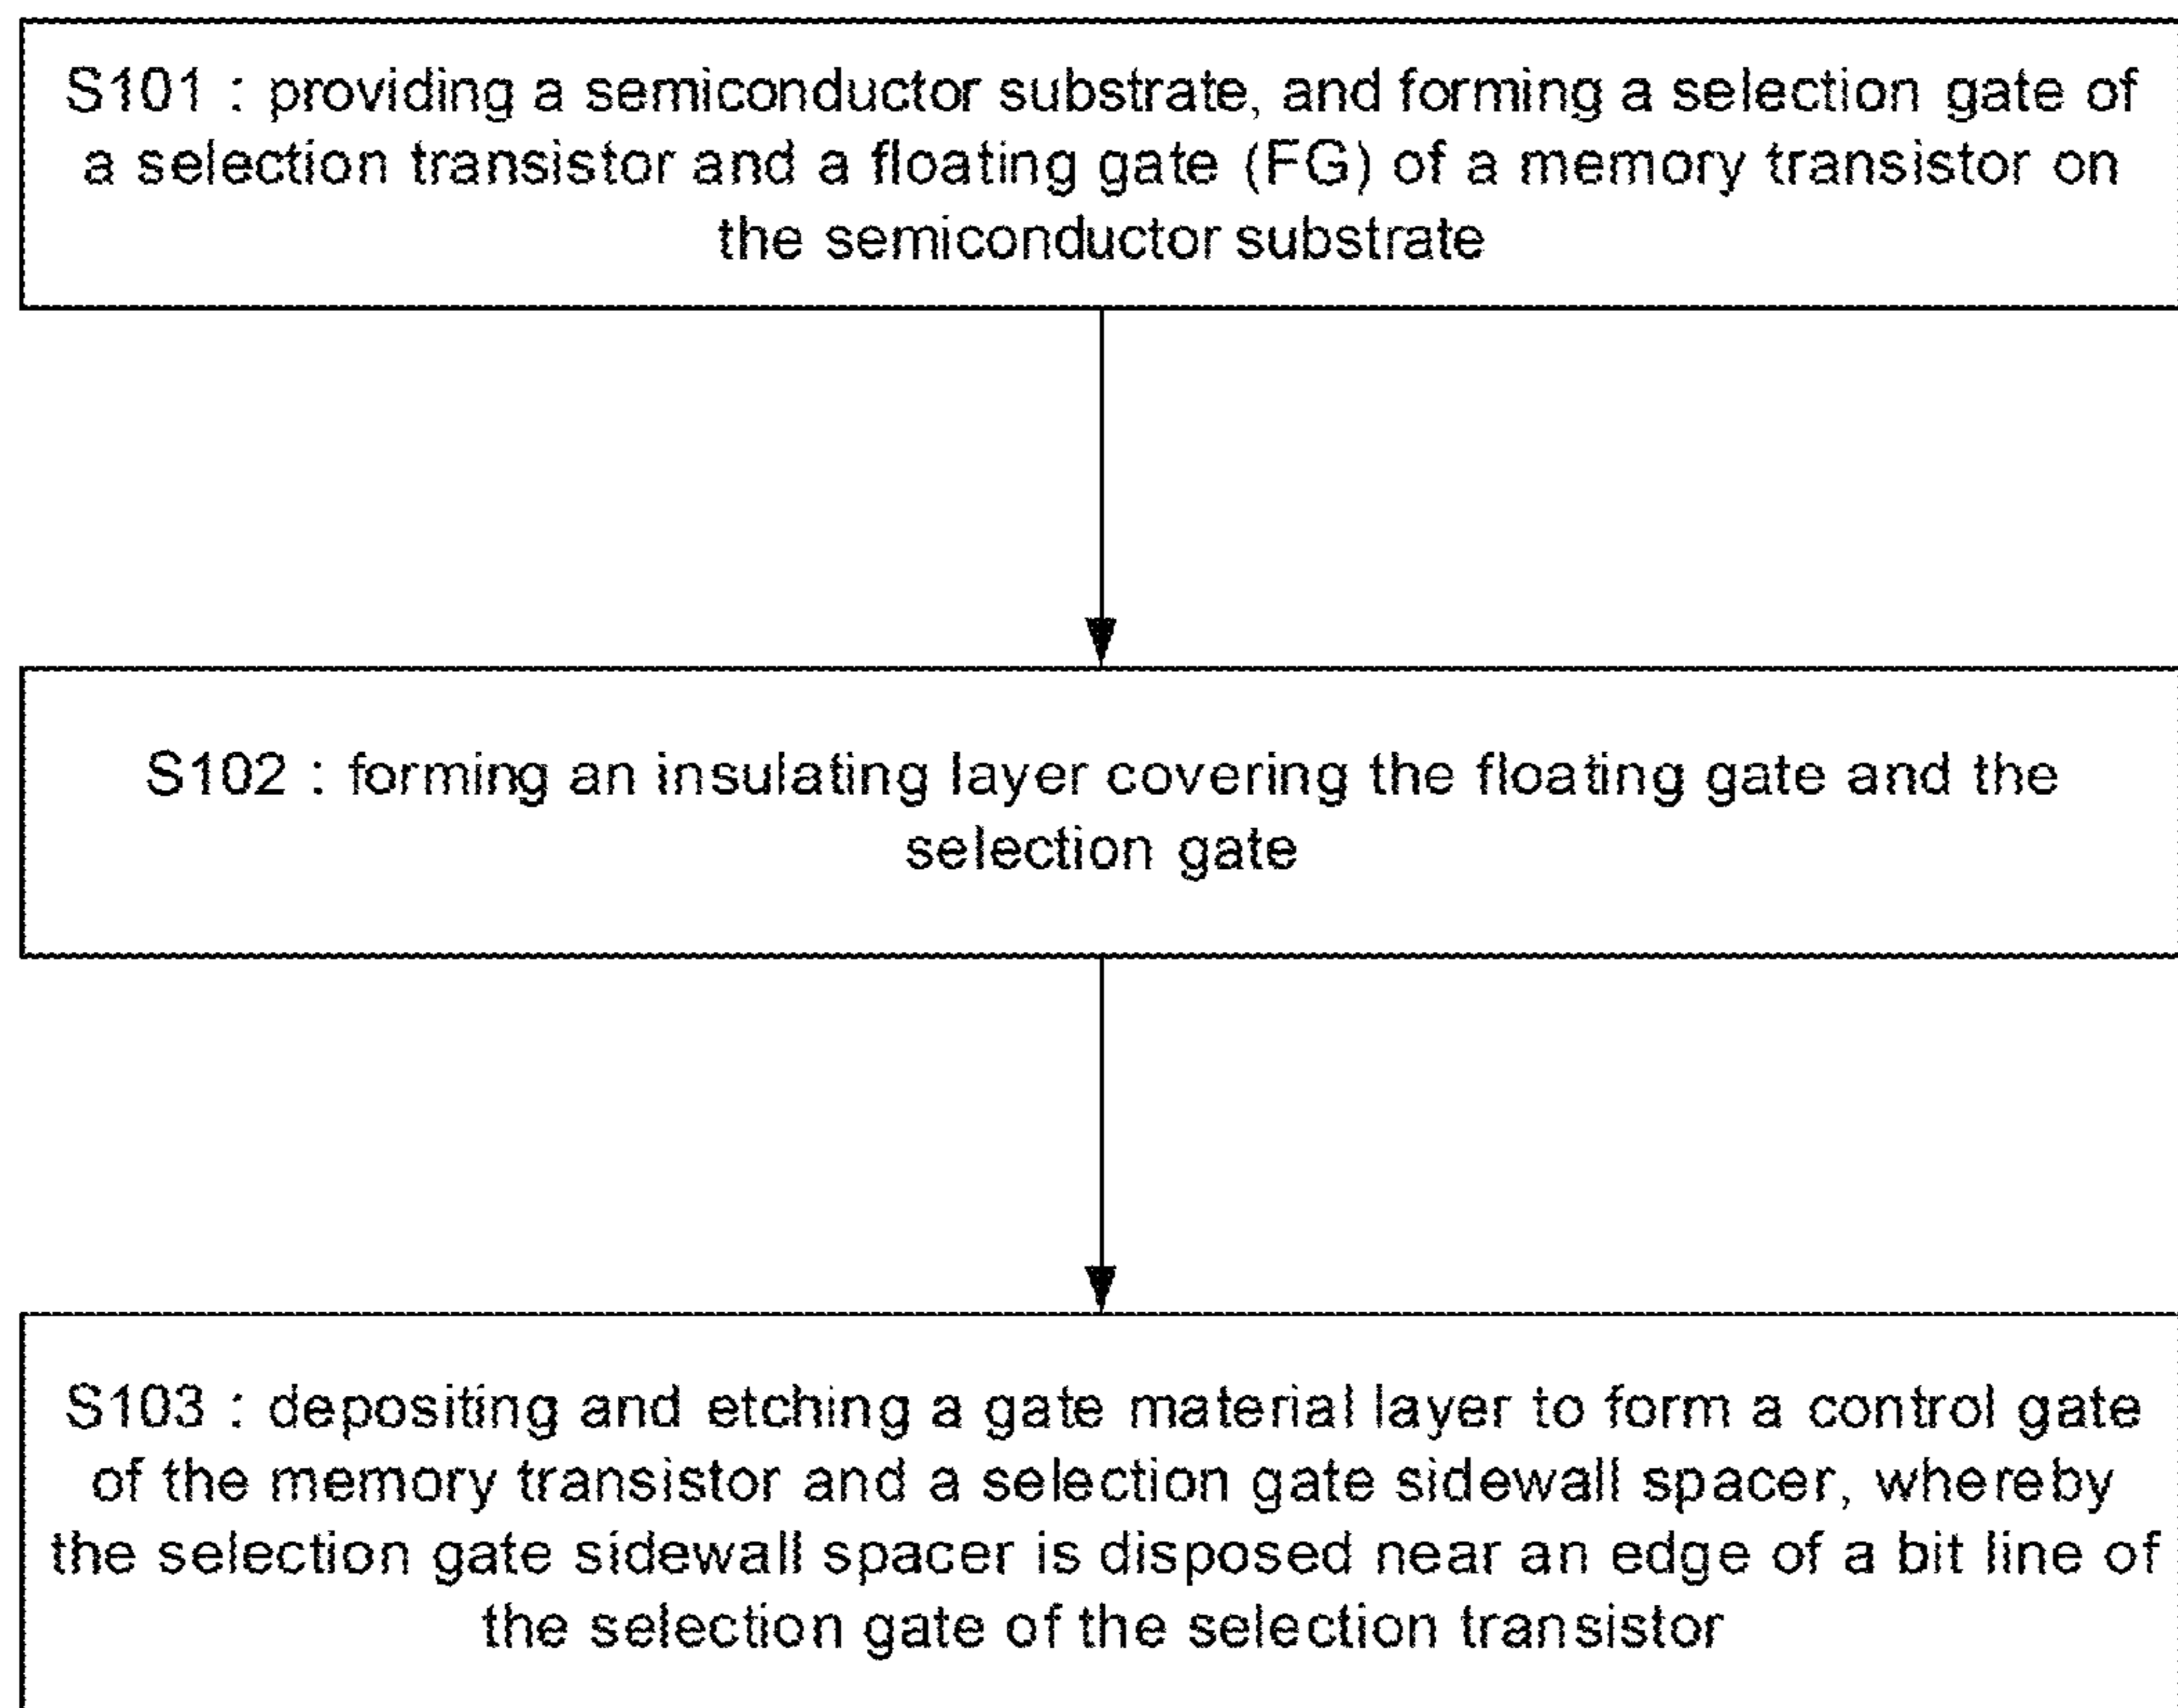 S101 : providing a semiconductor substrate, and forming a selection gate of
a selection transistor and a floating gate (FG) of a memory transistor on
the semiconductor substrate
S102 : forming an insulating layer covering the floating gate and the
selection gate
S103 : depositing and etching a gate material layer to form a control gate
of the memory transistor and a selection gate sidewall spacer, whereby
the selection gate sidewall spacer is disposed near an edge of a bit line of
the selection gate of the selection transistor